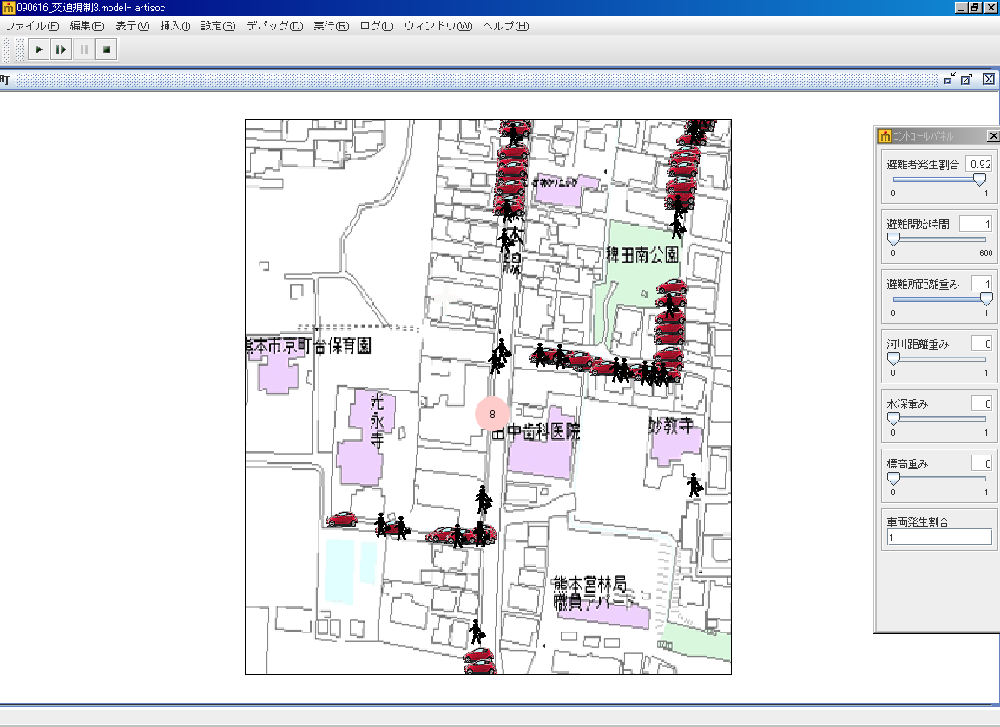 090616_交通規制3.model- artisoc
ファイル(F) 編集(E) 表示(V) 挿入(I) 設定(S) デバッグ(D) 実行(R) ログ(L) ウィンドウ(W) ヘルプ(H)
町
コントロールパネル
避難者発生割合 0.92
0 1
避難開始時間 1
0 600
避難所距離重み 1
0 1
河川距離重み 0
0 1
水深重み 0
0 1
標高重み 0
0 1
車両発生割合
1
線
稗田南公園
熊本市京町台保育園
光永寺
8
田中歯科医院
妙教寺
熊本営林局
職員アパート